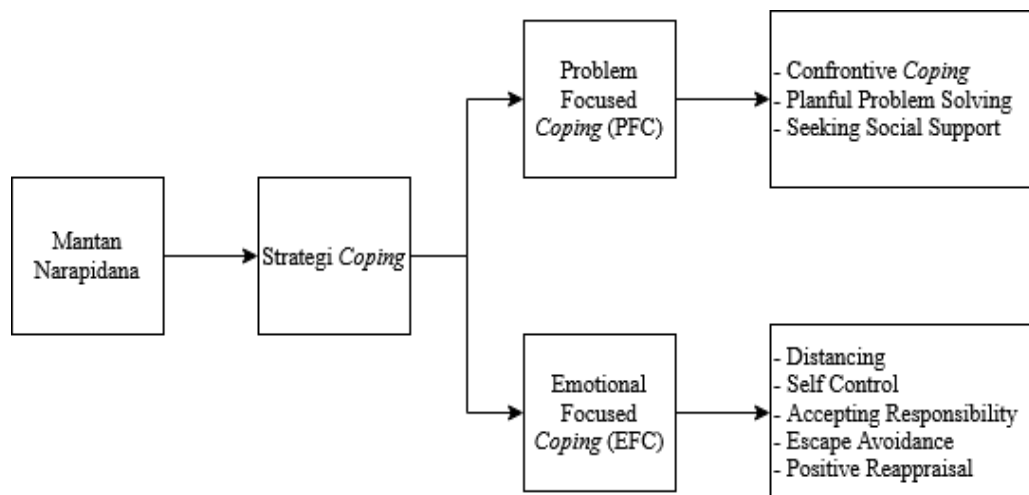 Mantan
Narapidana
Strategi Coping
Problem
Focused
Coping (PFC)
- Confrontive Coping
- Planful Problem Solving
- Seeking Social Support
Emotional
Focused
Coping (EFC)
- Distancing
- Self Control
- Accepting Responsibility
- Escape Avoidance
- Positive Reappraisal